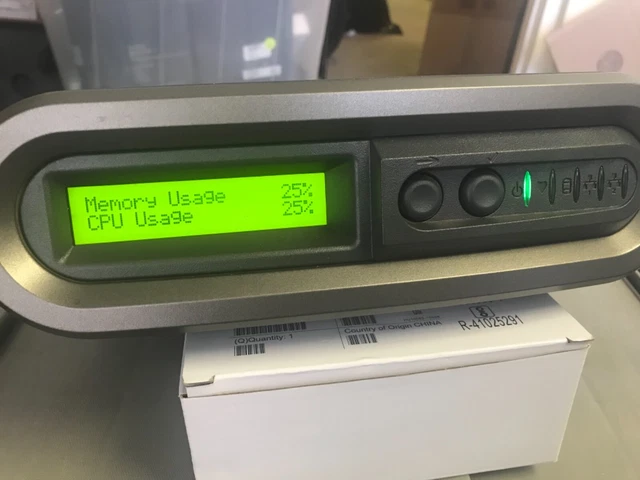 Memory Usage 25%
CPU Usage 25%
(Q)Quantity: 1
Country of Origin CHINA
R-41025291